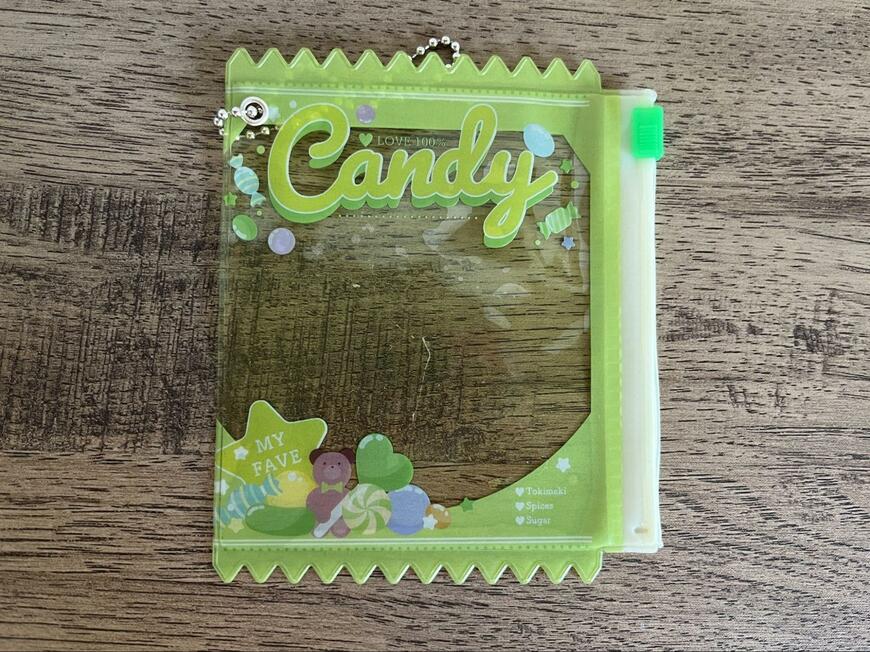 LOVE 100%
Candy
MY
FAVE
Tokimeki
Spices
Sugar